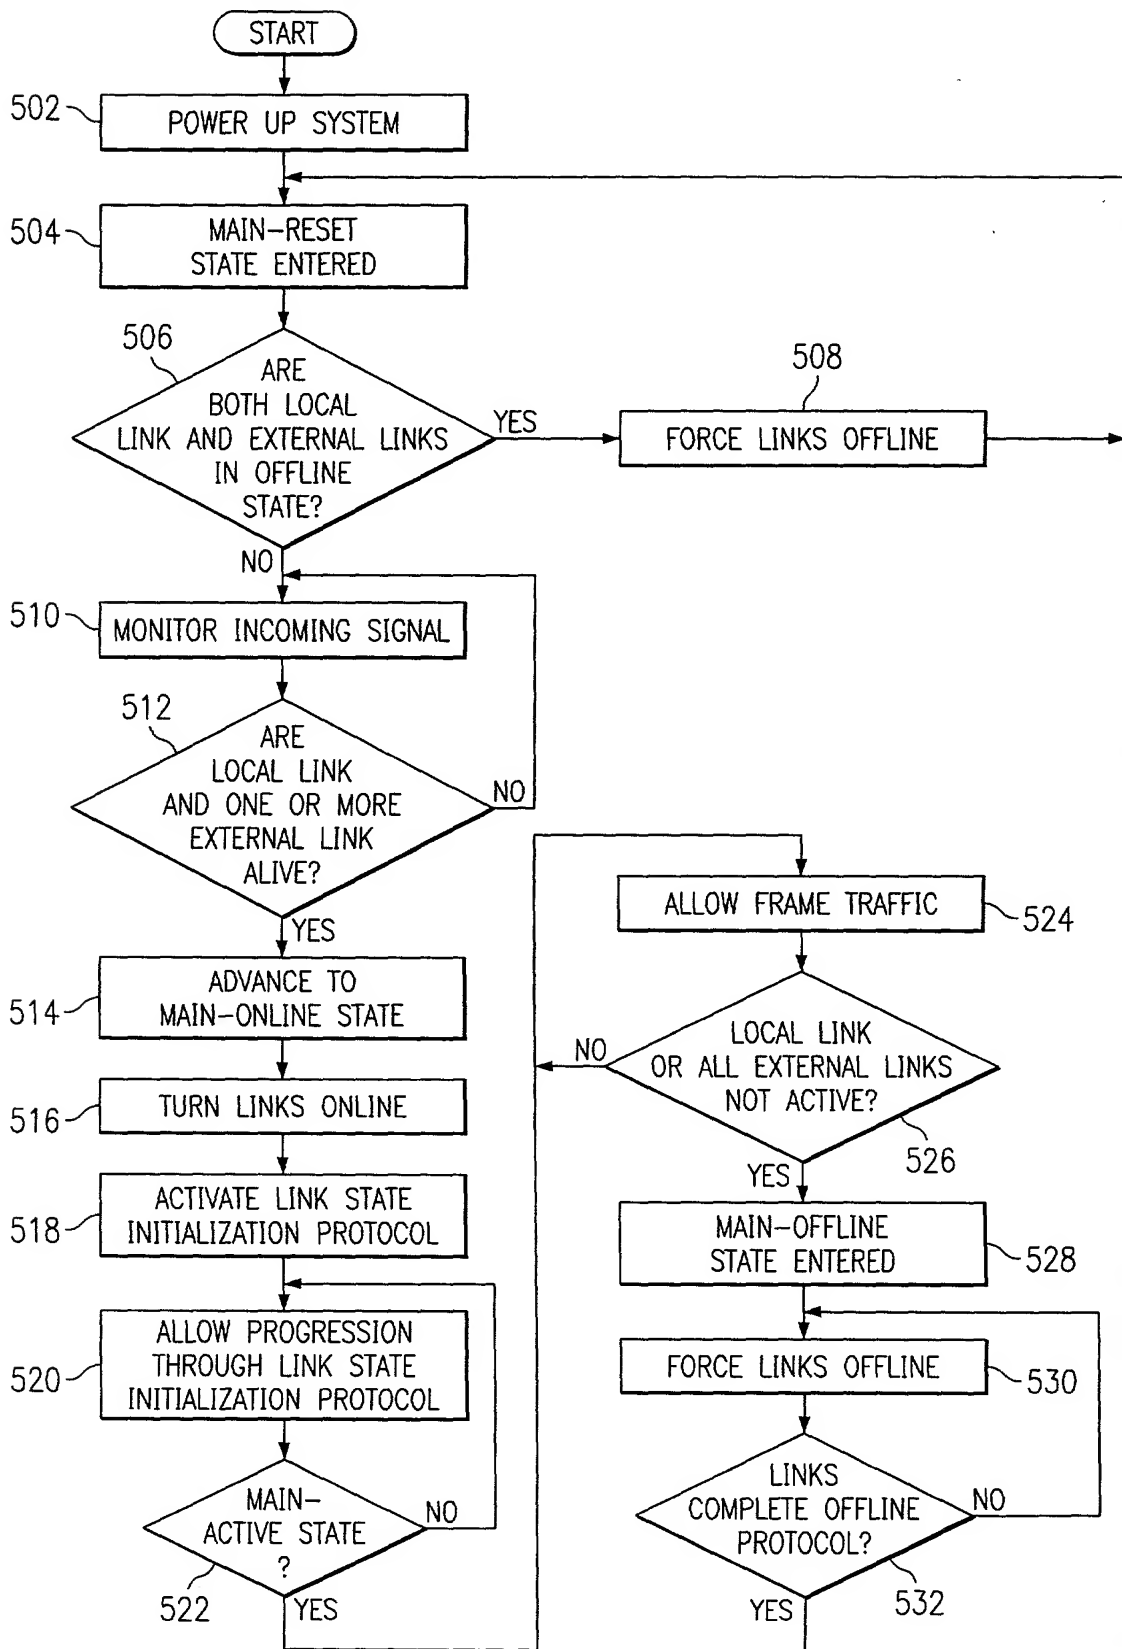 START
502
POWER UP SYSTEM
504
MAIN-RESET
STATE ENTERED
506
ARE
BOTH LOCAL
LINK AND EXTERNAL LINKS
IN OFFLINE
STATE?
YES
508
FORCE LINKS OFFLINE
NO
510
MONITOR INCOMING SIGNAL
512
ARE
LOCAL LINK
AND ONE OR MORE
EXTERNAL LINK
ALIVE?
NO
YES
514
ADVANCE TO
MAIN-ONLINE STATE
516
TURN LINKS ONLINE
518
ACTIVATE LINK STATE
INITIALIZATION PROTOCOL
520
ALLOW PROGRESSION
THROUGH LINK STATE
INITIALIZATION PROTOCOL
MAIN-
ACTIVE STATE
?
NO
522
YES
ALLOW FRAME TRAFFIC
524
LOCAL LINK
OR ALL EXTERNAL LINKS
NOT ACTIVE?
NO
526
YES
MAIN-OFFLINE
STATE ENTERED
528
FORCE LINKS OFFLINE
530
LINKS
COMPLETE OFFLINE
PROTOCOL?
NO
532
YES